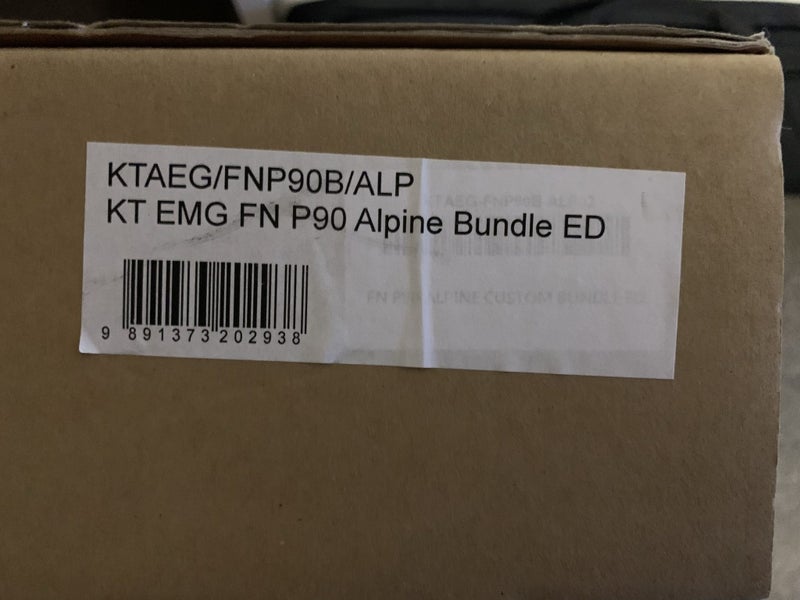 KTAEG/FNP90B/ALP
KT EMG FN P90 Alpine Bundle ED
9 891373 202938